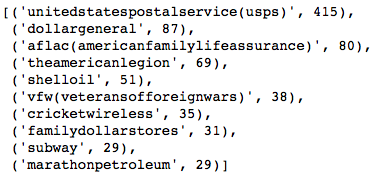 [('unitedstatespostalservice(usps)', 415),
('dollargeneral', 87),
('aflac(americanfamilylifeassurance)', 80),
('theamericanlegion', 69),
('shelloil', 51),
('vfw(veteransofforeignwars)', 38),
('cricketwireless', 35),
('familydollarstores', 31),
('subway', 29),
('marathonpetroleum', 29)]